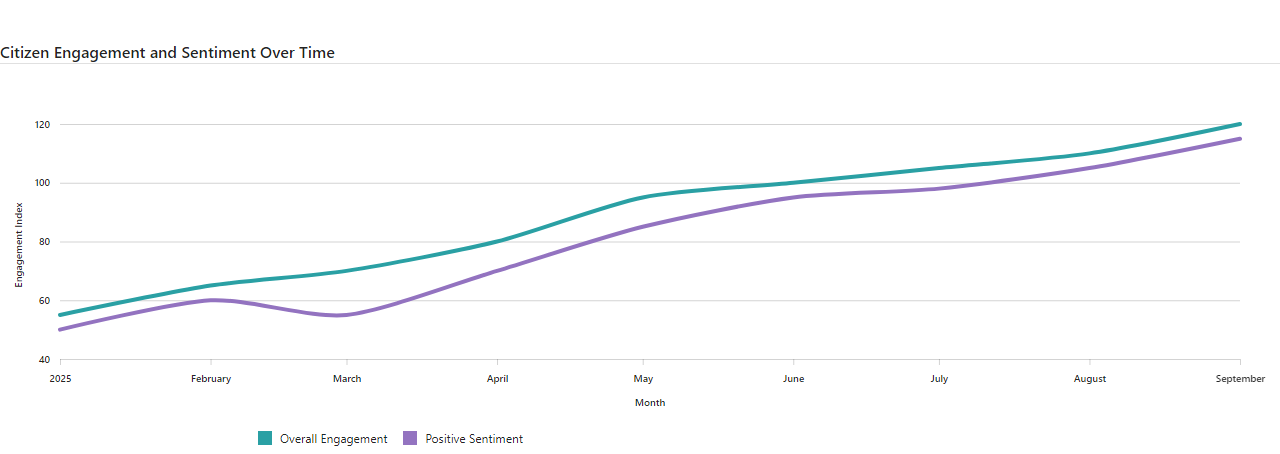 Citizen Engagement and Sentiment Over Time
120
100
80
60
40
Engagement Index
2025 February March April May June July August September
Month
Overall Engagement Positive Sentiment